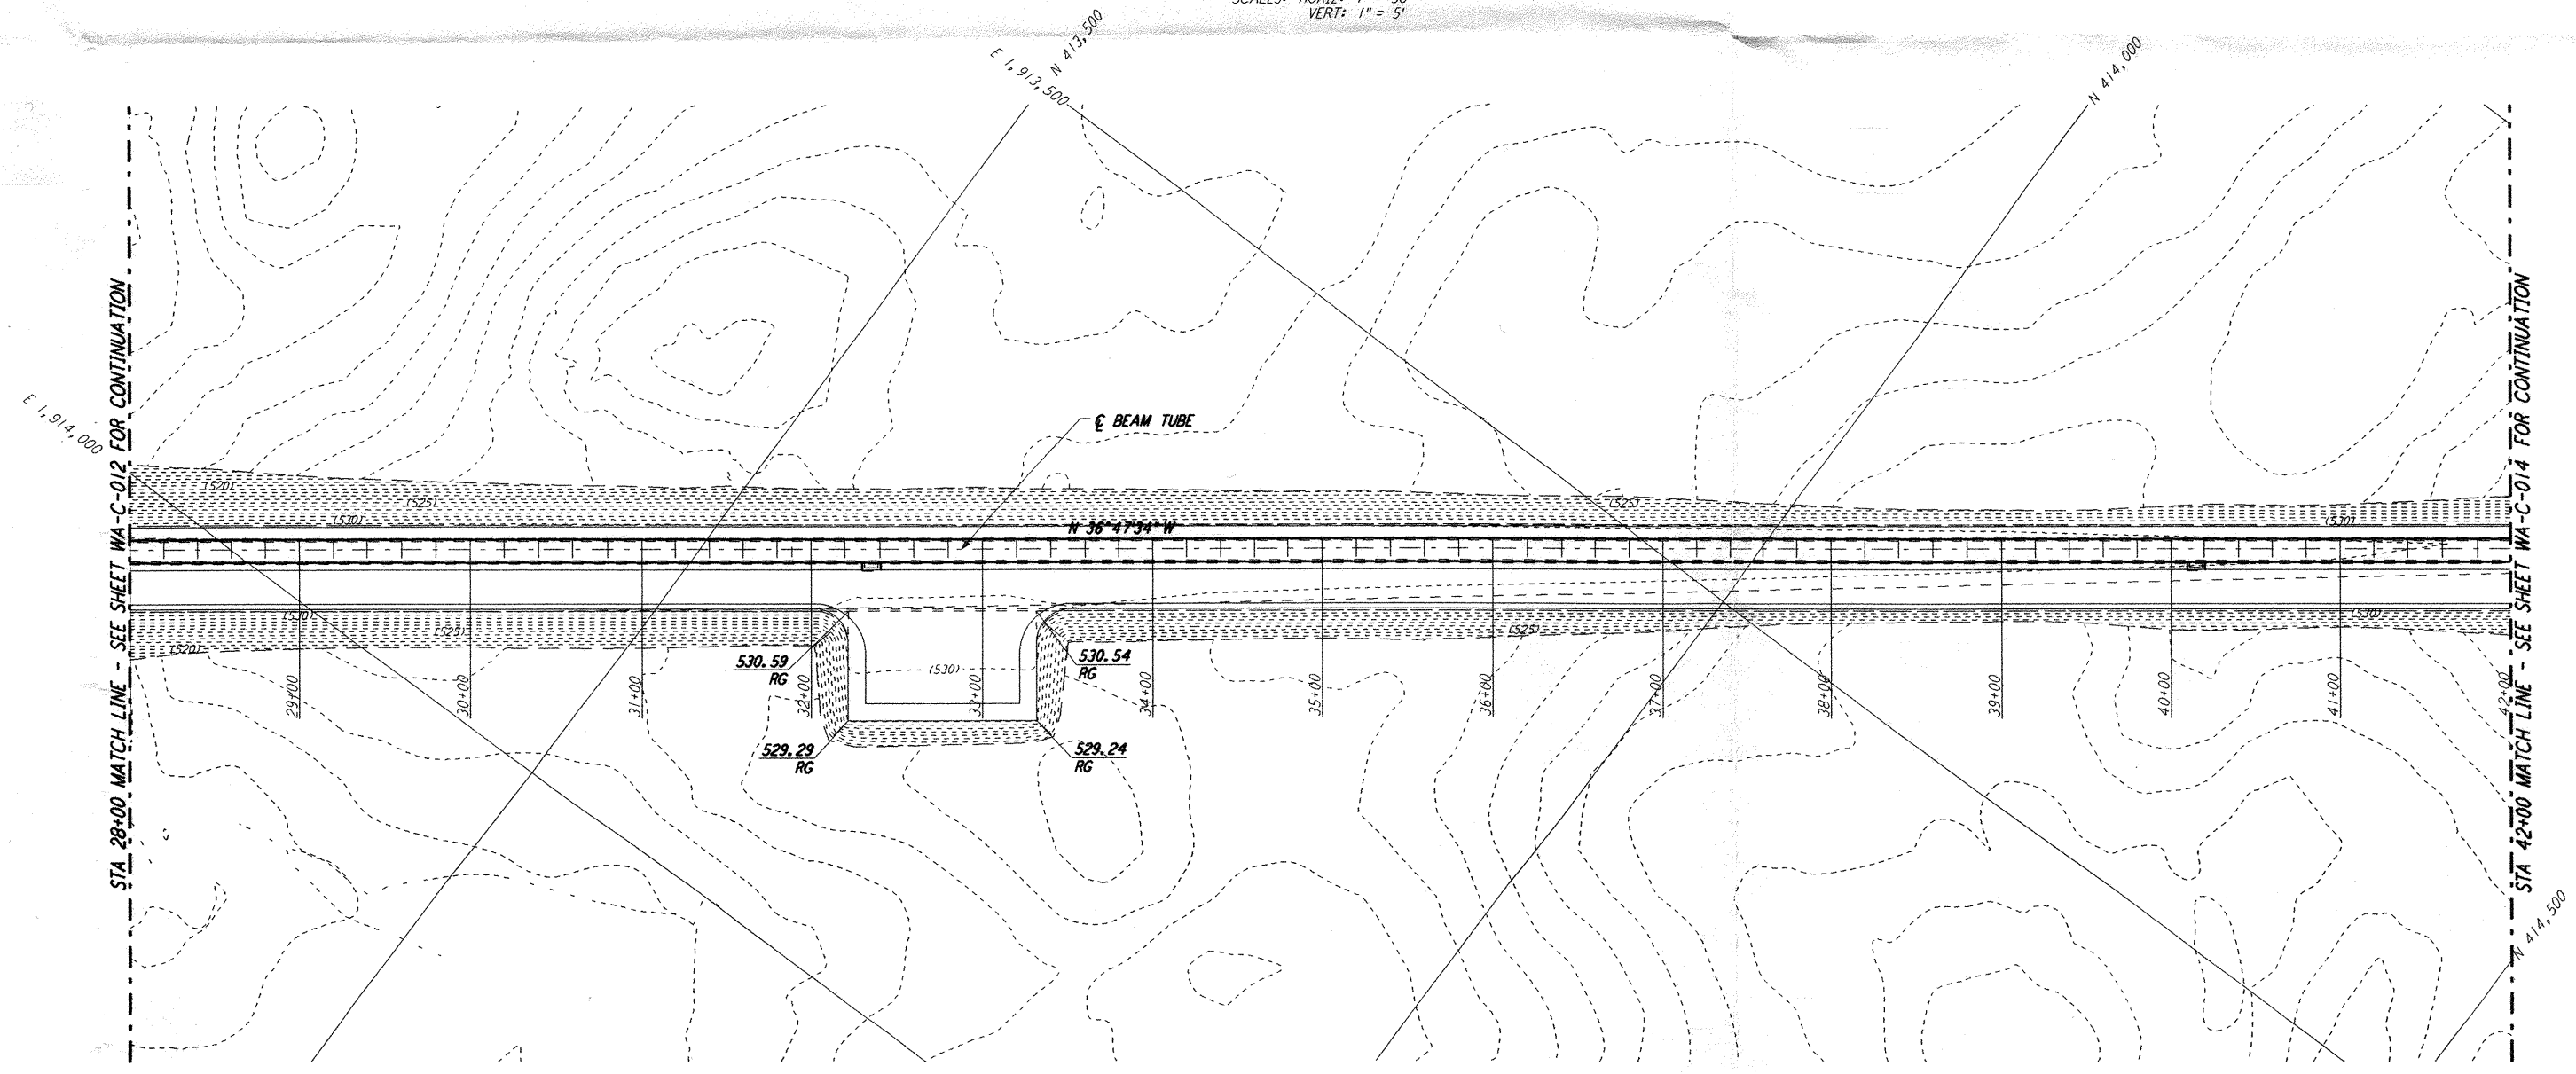 VERT: 1" = 5'
E 1,913,500
N 413,500
N 414,000
E 1,914,000
STA 28+00 MATCH LINE - SEE SHEET WA-C-012 FOR CONTINUATION
℄ BEAM TUBE
(520)
(525)
(530)
N 36°47'34" W
(525)
(530)
(530)
(525)
(520)
(525)
(530)
530.59
RG
(530)
530.54
RG
29+00
30+00
31+00
32+00
33+00
34+00
35+00
36+00
37+00
38+00
39+00
40+00
41+00
42+00
529.29
RG
529.24
RG
STA 42+00 MATCH LINE - SEE SHEET WA-C-014 FOR CONTINUATION
N 414,500